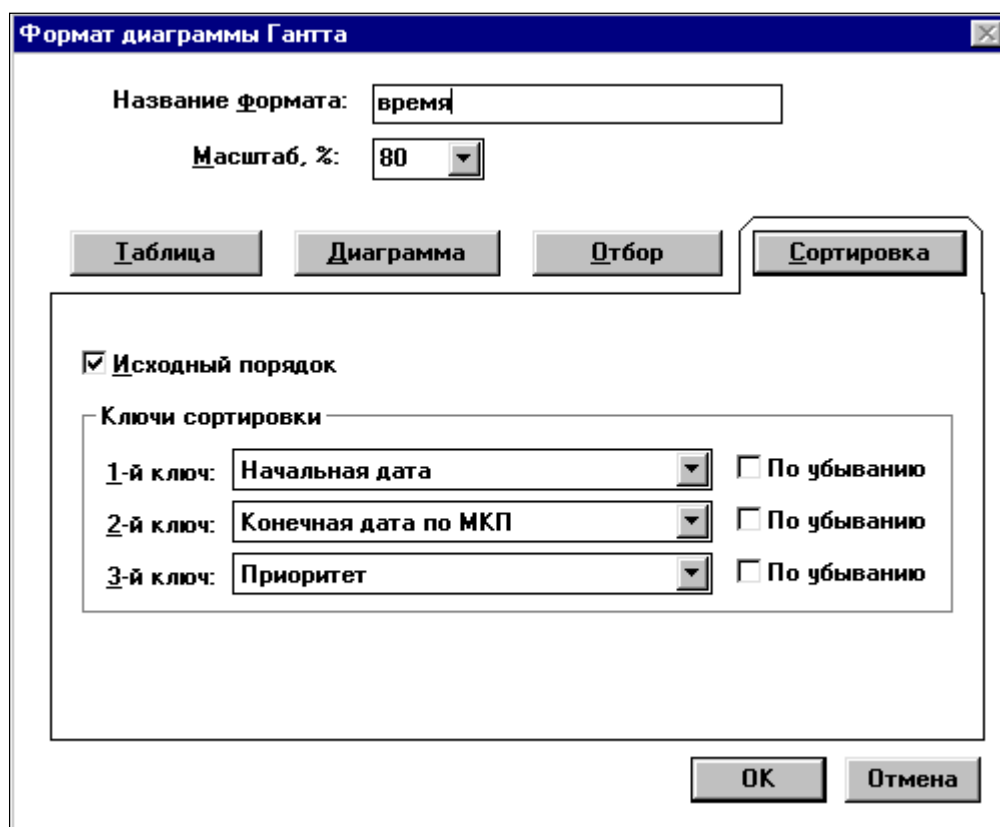 Формат диаграммы Гантта
Название формата: время
Масштаб, %: 80
Таблица Диаграмма Отбор Сортировка
Исходный порядок
Ключи сортировки
1-й ключ: Начальная дата По убыванию
2-й ключ: Конечная дата по МКП По убыванию
3-й ключ: Приоритет По убыванию
OK Отмена